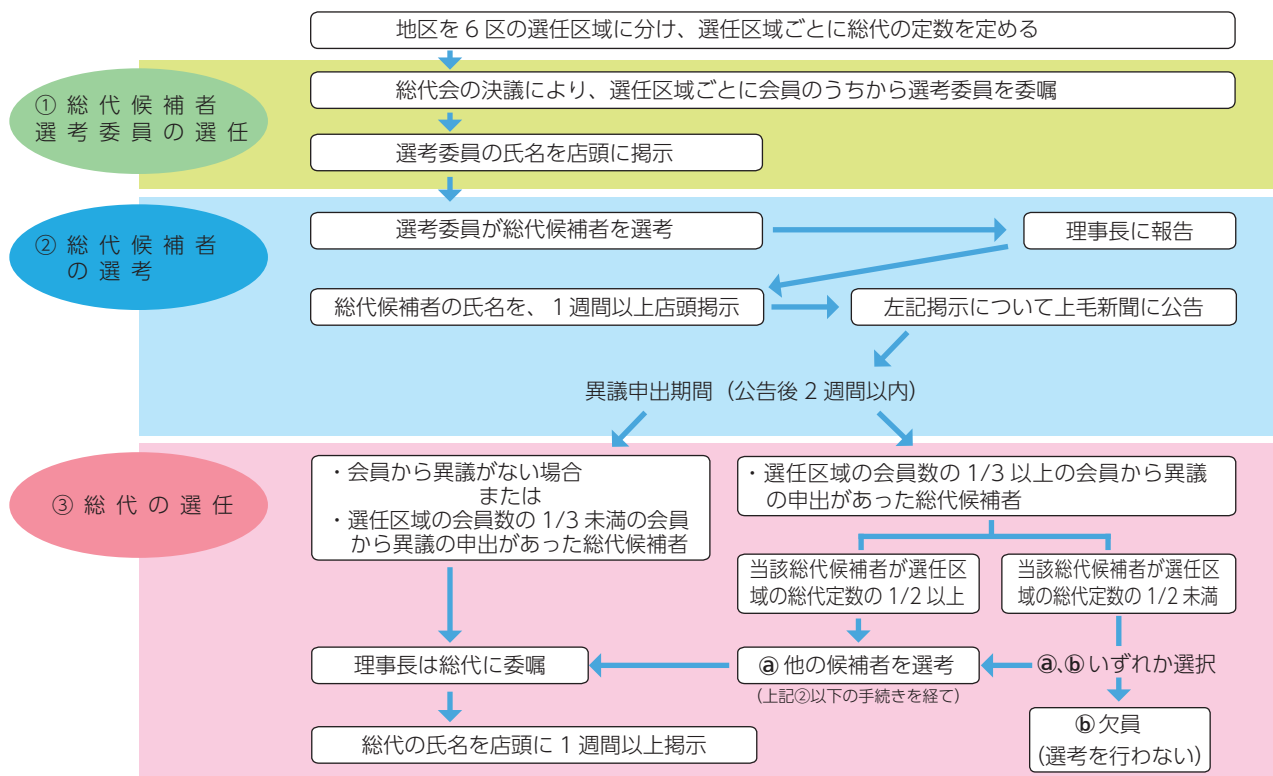 地区を6区の選任区域に分け、選任区域ごとに総代の定数を定める
①総代候補者
選考委員の選任
総代会の決議により、選任区域ごとに会員のうちから選考委員を委嘱
選考委員の氏名を店頭に掲示
②総代候補者
の選考
選考委員が総代候補者を選考
理事長に報告
総代候補者の氏名を、1週間以上店頭掲示
左記掲示について上毛新聞に公告
異議申出期間（公告後2週間以内）
③総代の選任
・会員から異議がない場合
または
・選任区域の会員数の1/3未満の会員
から異議の申出があった総代候補者
・選任区域の会員数の1/3以上の会員から異議
の申出があった総代候補者
当該総代候補者が選任区
域の総代定数の1/2以上
当該総代候補者が選任区
域の総代定数の1/2未満
理事長は総代に委嘱
ⓐ他の候補者を選考
(上記②以下の手続きを経て)
ⓐ、ⓑいずれか選択
総代の氏名を店頭に1週間以上掲示
ⓑ欠員
(選考を行わない)